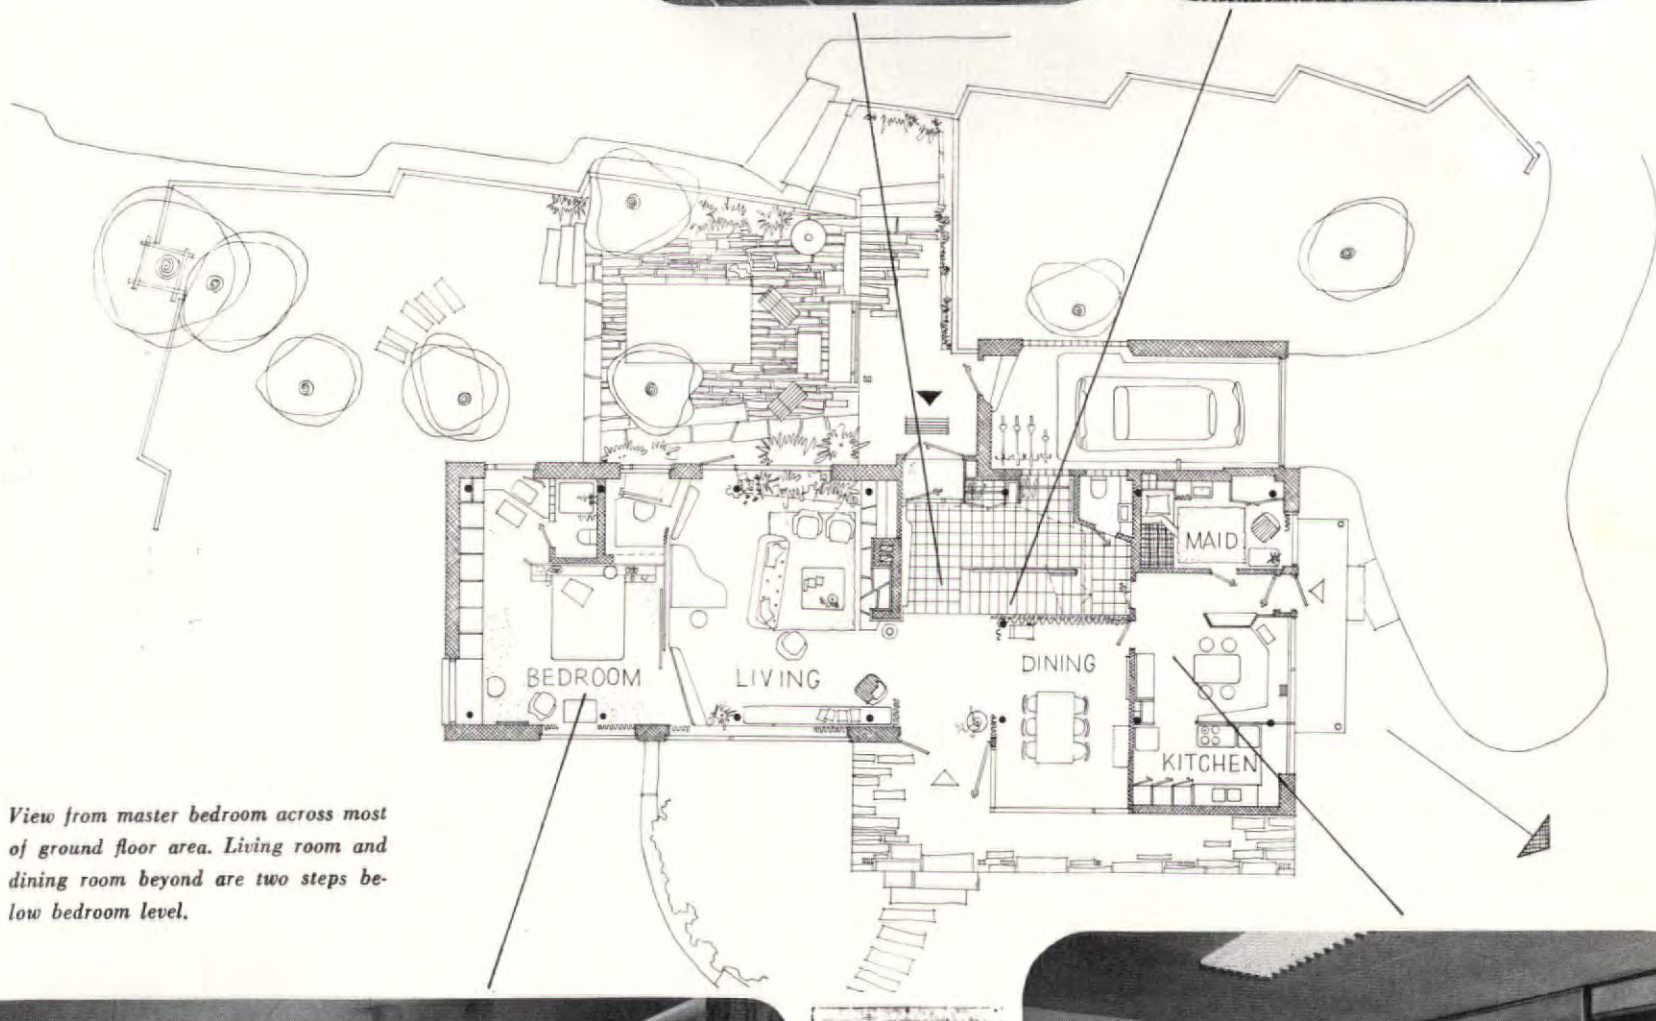 MAID
DINING
BEDROOM
LIVING
KITCHEN
View from master bedroom across most
of ground floor area. Living room and
dining room beyond are two steps be-
low bedroom level.